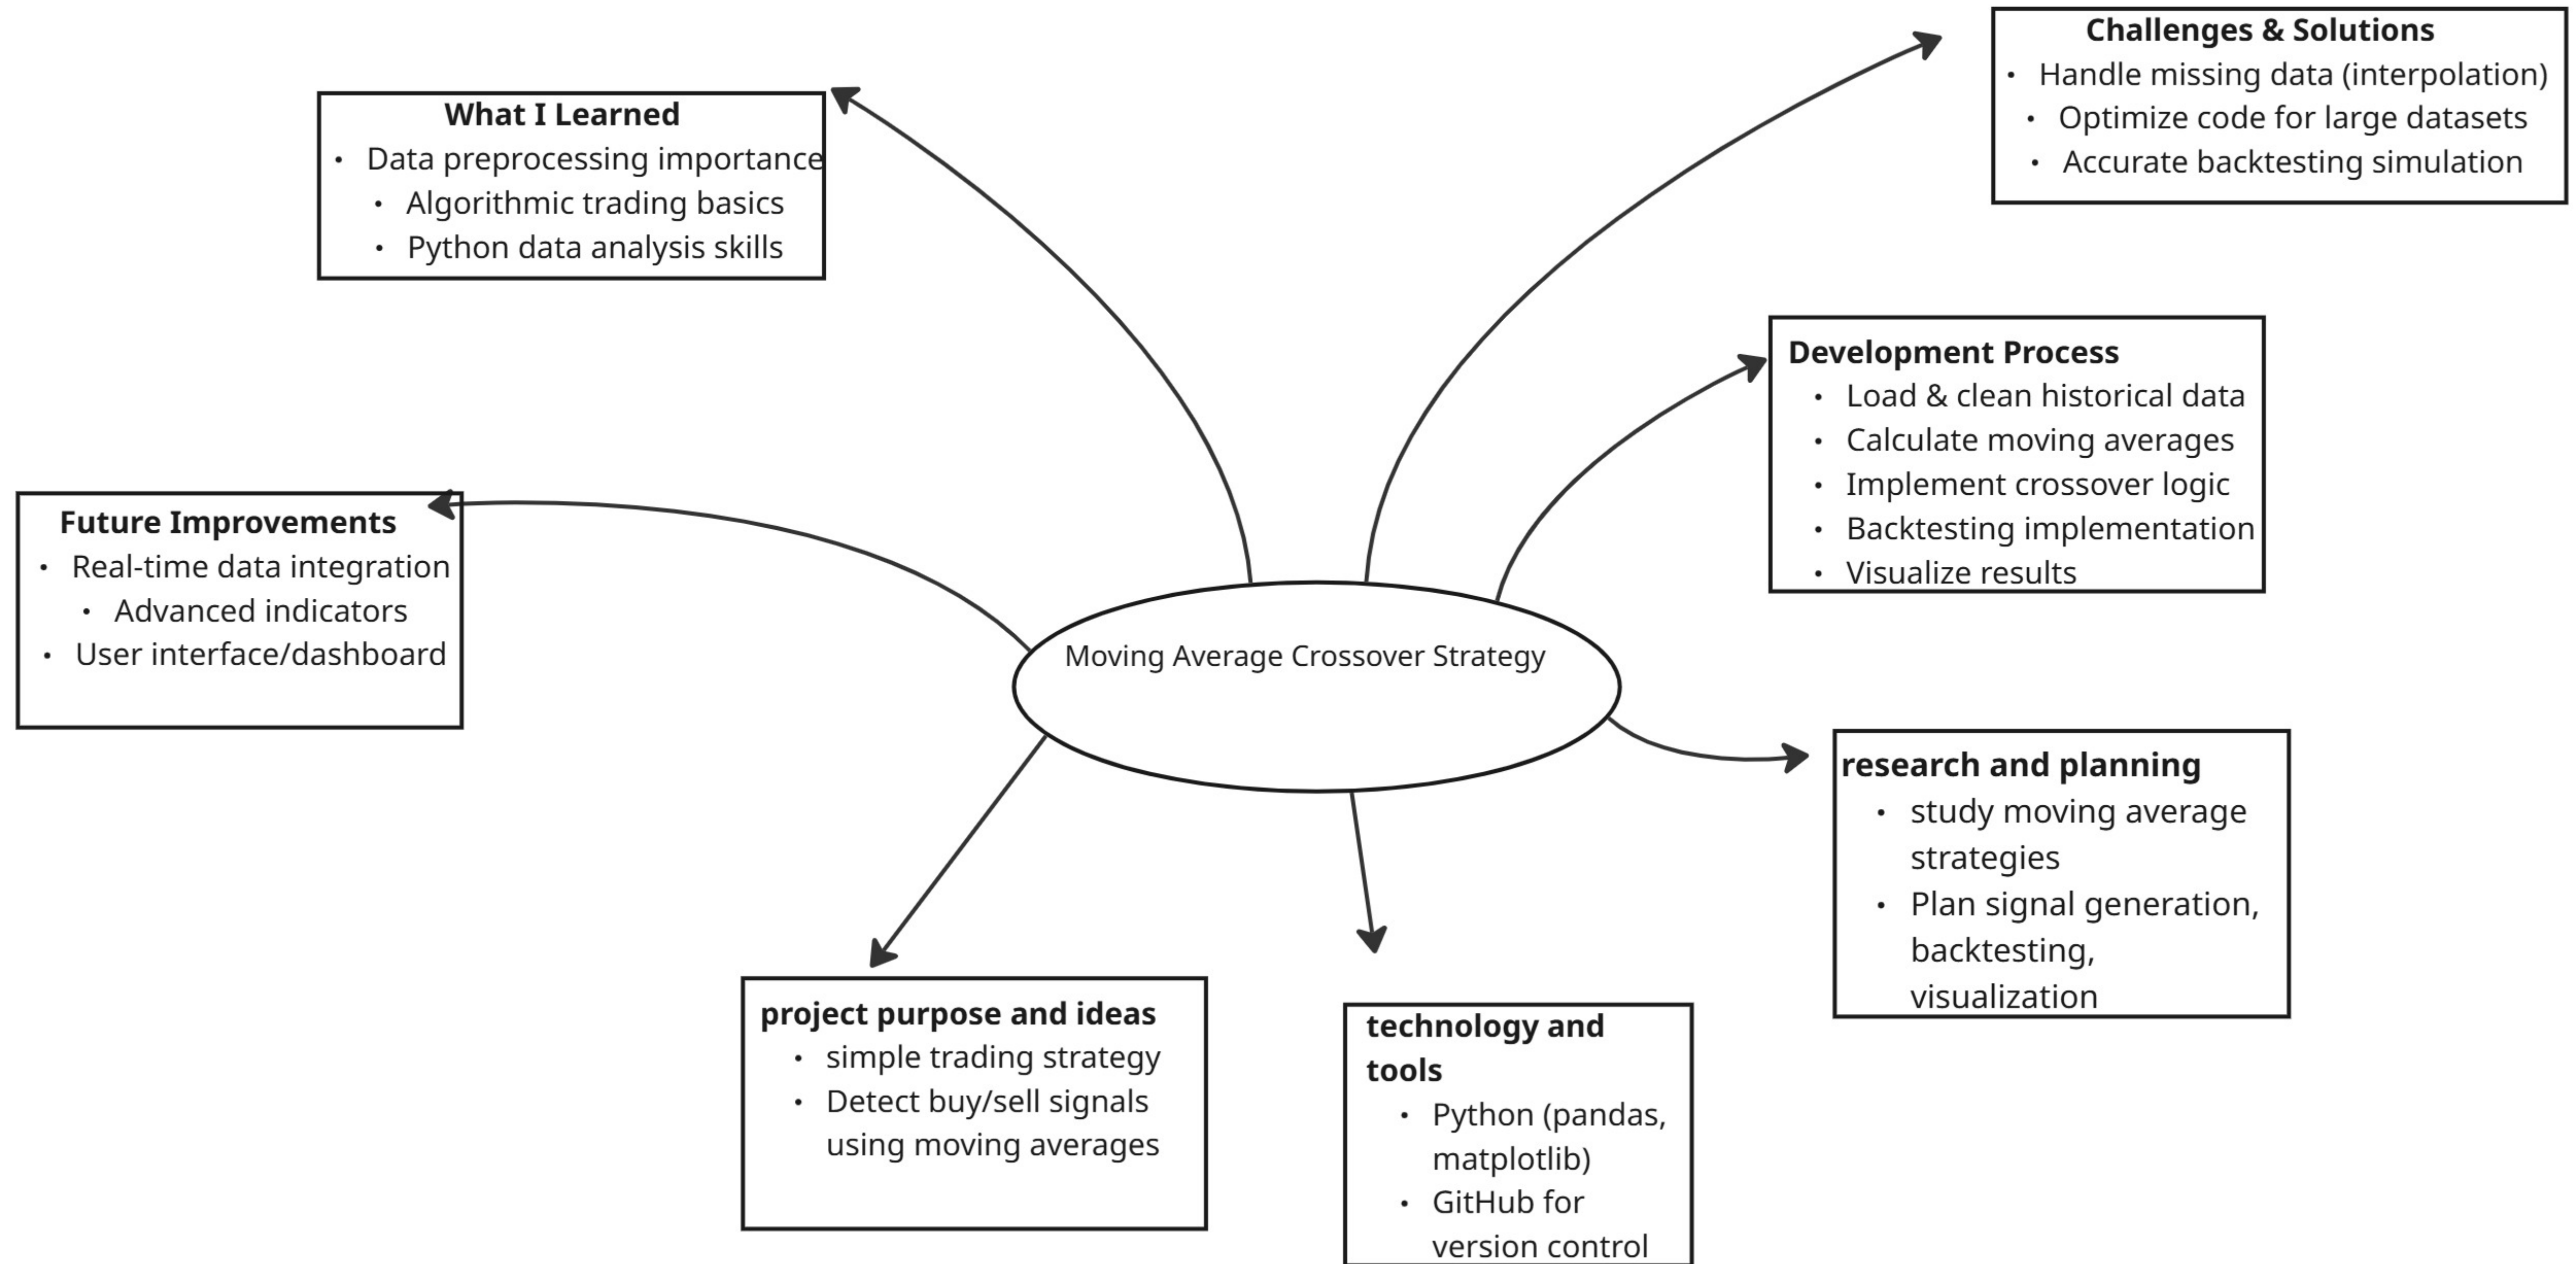 Challenges & Solutions
• Handle missing data (interpolation)
• Optimize code for large datasets
• Accurate backtesting simulation
What I Learned
• Data preprocessing importance
• Algorithmic trading basics
• Python data analysis skills
Development Process
• Load & clean historical data
• Calculate moving averages
• Implement crossover logic
• Backtesting implementation
• Visualize results
Future Improvements
• Real-time data integration
• Advanced indicators
• User interface/dashboard
Moving Average Crossover Strategy
research and planning
• study moving average
strategies
• Plan signal generation,
backtesting,
visualization
project purpose and ideas
• simple trading strategy
• Detect buy/sell signals
using moving averages
technology and
tools
• Python (pandas,
matplotlib)
• GitHub for
version control